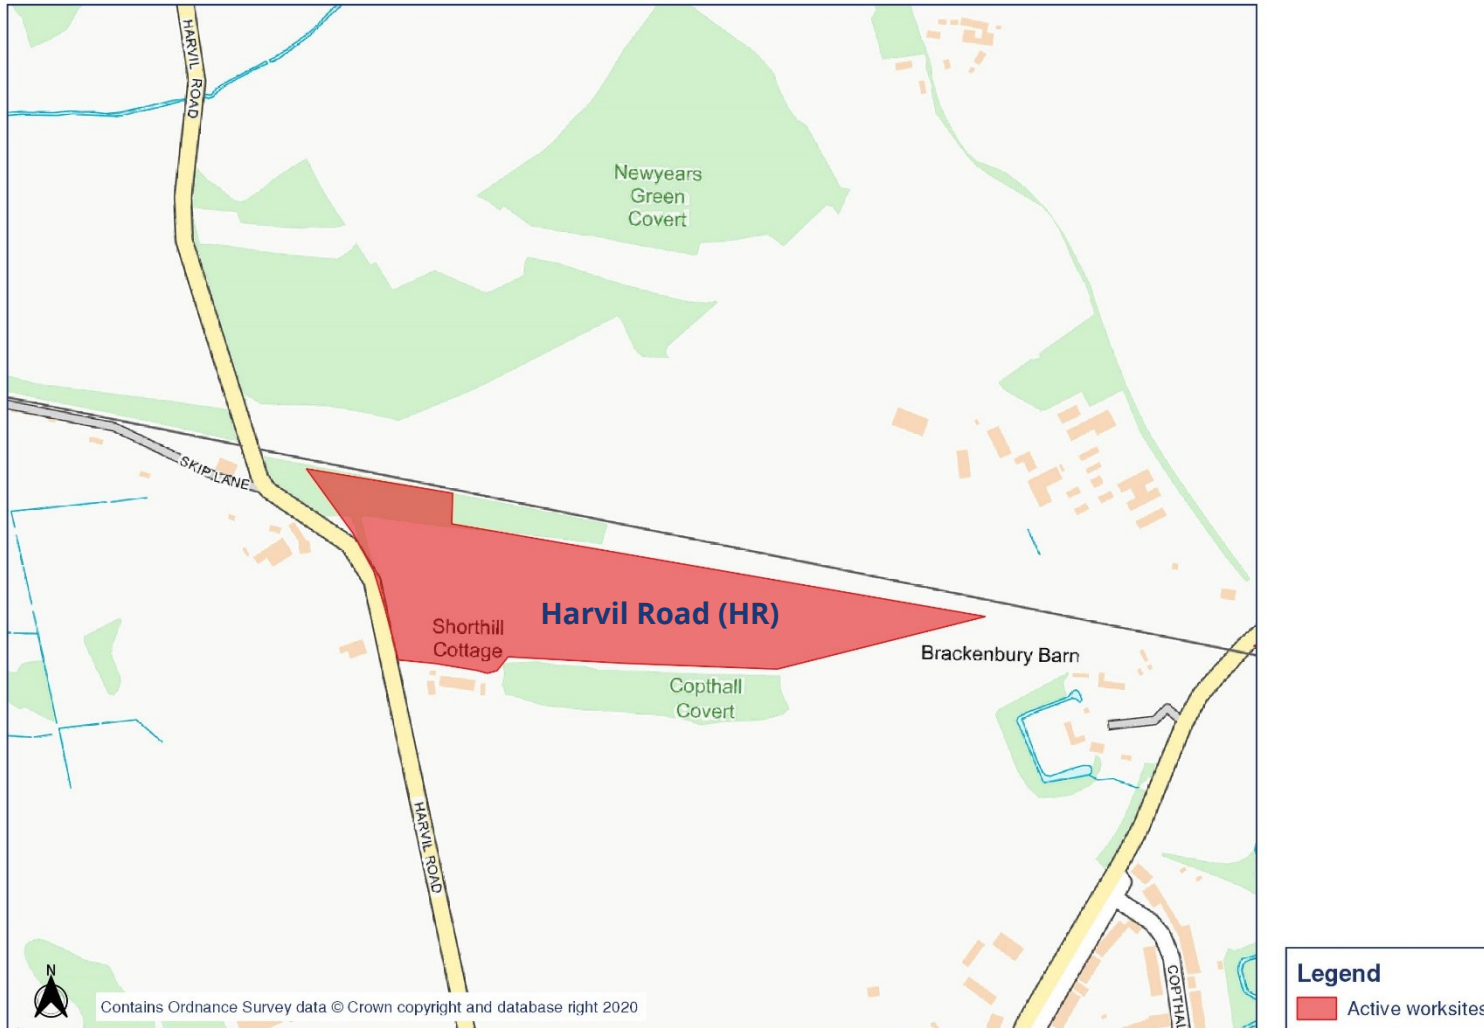 HARVIL ROAD
Newyears
Green
Covert
SKIP LANE
Harvil Road (HR)
Shorthill
Cottage
Brackenbury Barn
Copthall
Covert
HARVIL ROAD
COPTHAL
N
Contains Ordnance Survey data © Crown copyright and database right 2020
Legend
Active worksites